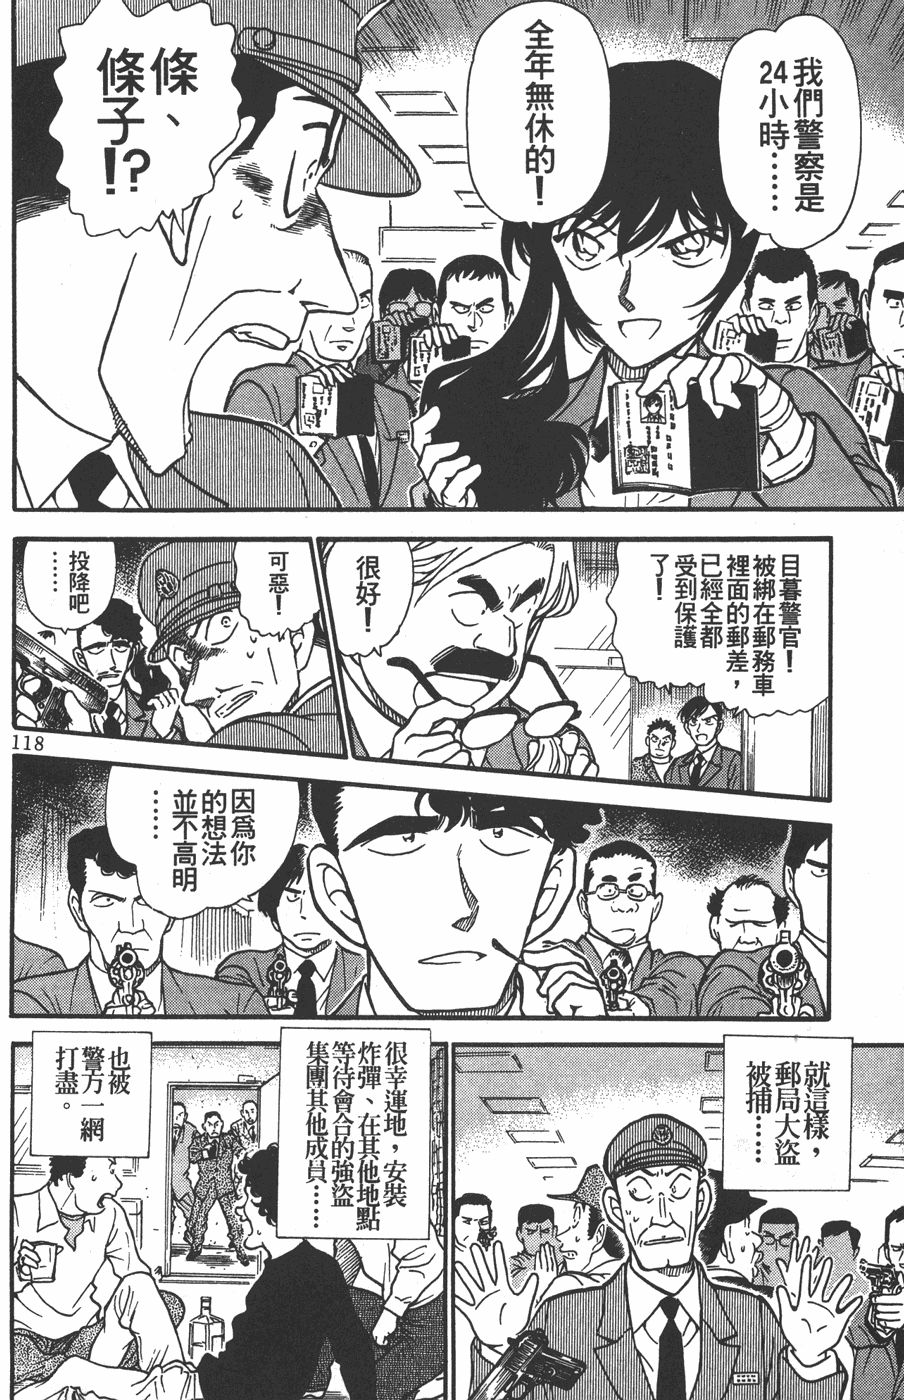 我們警察是
24小時……
全年無休的！
條、
條子!?
目暮警官！
被綁在郵務車
裡面的郵差，
已經全都
受到保護
了！
很好！
可惡！
投降吧
……
118
因為你
的想法
並不高明
……
就這樣，
郵局大盜
被捕……
很幸運地，安裝
炸彈、在其他地點
等待會合的強盜
集團其他成員……
也被
警方一網
打盡。